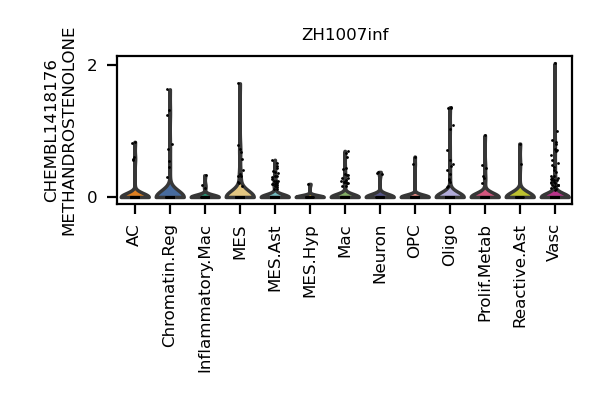 ZH1007inf
CHEMBL1418176
METHANDROSTENOLONE
2
0
AC
Chromatin.Reg
Inflammatory.Mac
MES
MES.Ast
MES.Hyp
Mac
Neuron
OPC
Oligo
Prolif.Metab
Reactive.Ast
Vasc